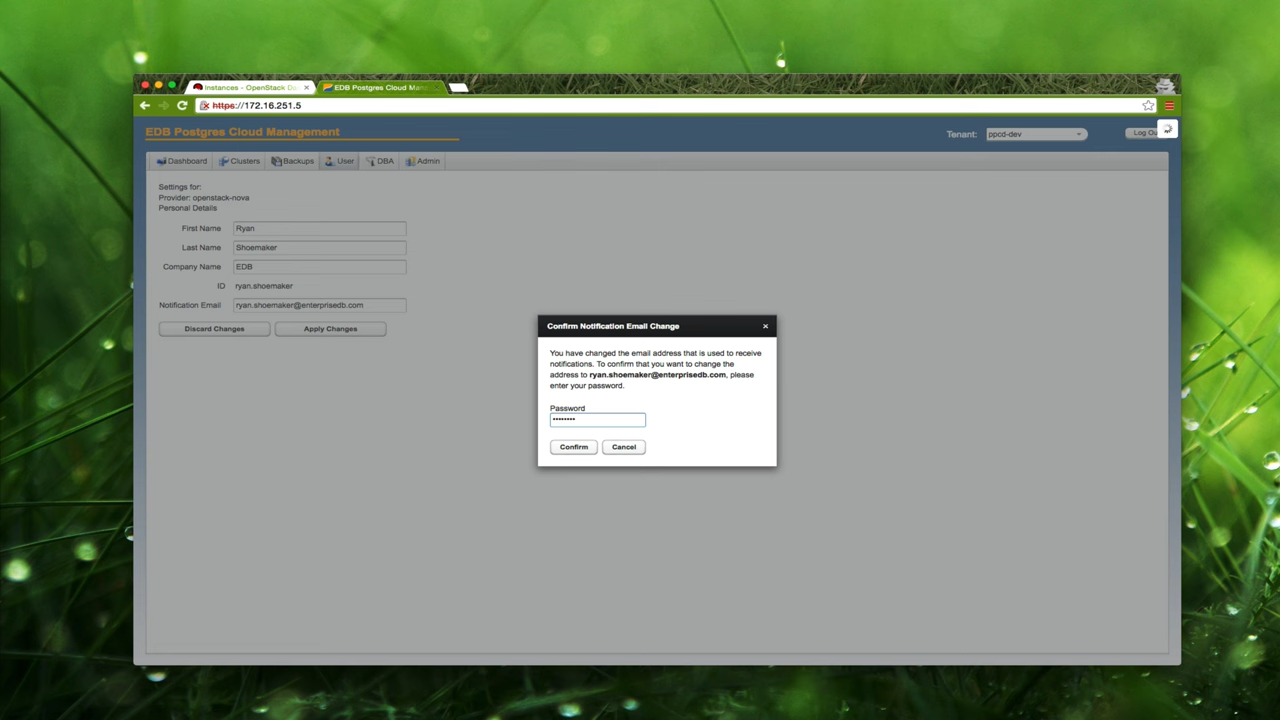 Instances - OpenStack Da
EDB Postgres Cloud Man
https://172.16.251.5
EDB Postgres Cloud Management
Tenant: ppcd-dev
Log Ou
Dashboard Clusters Backups User DBA Admin
Settings for:
Provider: openstack-nova
Personal Details
First Name Ryan
Last Name Shoemaker
Company Name EDB
ID ryan.shoemaker
Notification Email ryan.shoemaker@enterprisedb.com
Discard Changes Apply Changes
Confirm Notification Email Change
You have changed the email address that is used to receive
notifications. To confirm that you want to change the
address to ryan.shoemaker@enterprisedb.com, please
enter your password.
Password
••••••••
Confirm Cancel